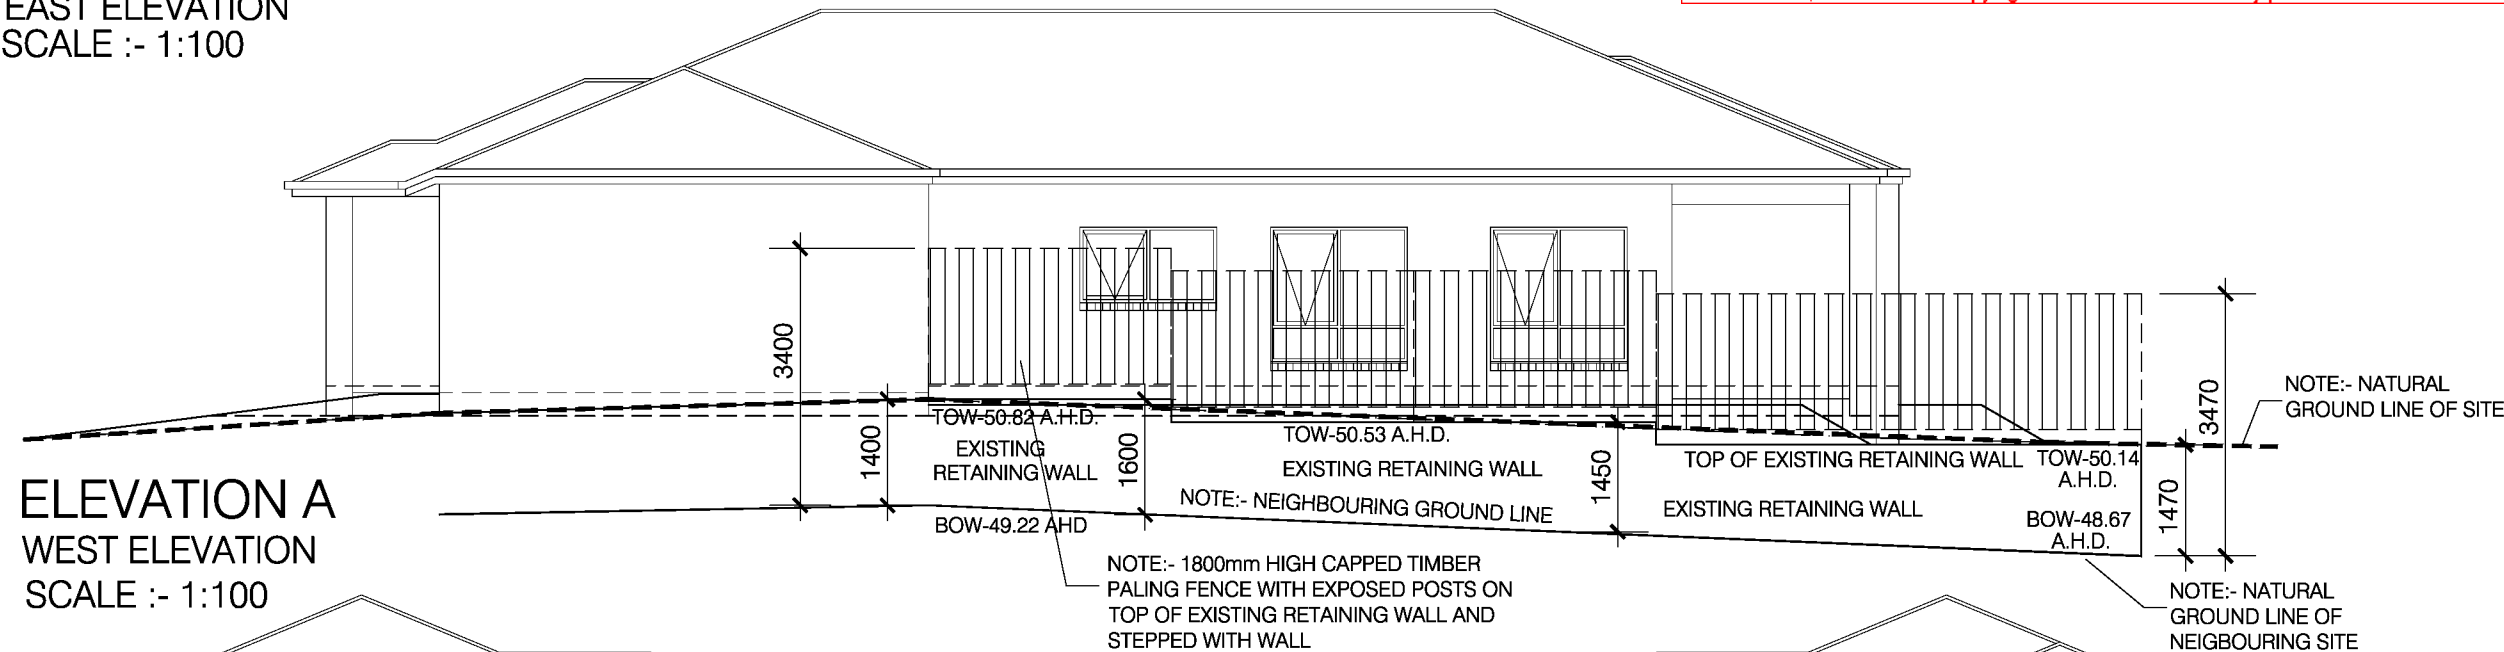 EAST ELEVATION
SCALE :- 1:100
3400
1400
TOW-50.82 A.H.D.
EXISTING
RETAINING WALL
1600
TOW-50.53 A.H.D.
EXISTING RETAINING WALL
1450
TOP OF EXISTING RETAINING WALL
TOW-50.14
A.H.D.
EXISTING RETAINING WALL
BOW-48.67
A.H.D.
1470
3470
NOTE:- NATURAL
GROUND LINE OF SITE
NOTE:- NEIGHBOURING GROUND LINE
BOW-49.22 AHD
ELEVATION A
WEST ELEVATION
SCALE :- 1:100
NOTE:- 1800mm HIGH CAPPED TIMBER
PALING FENCE WITH EXPOSED POSTS ON
TOP OF EXISTING RETAINING WALL AND
STEPPED WITH WALL
NOTE:- NATURAL
GROUND LINE OF
NEIGBOURING SITE